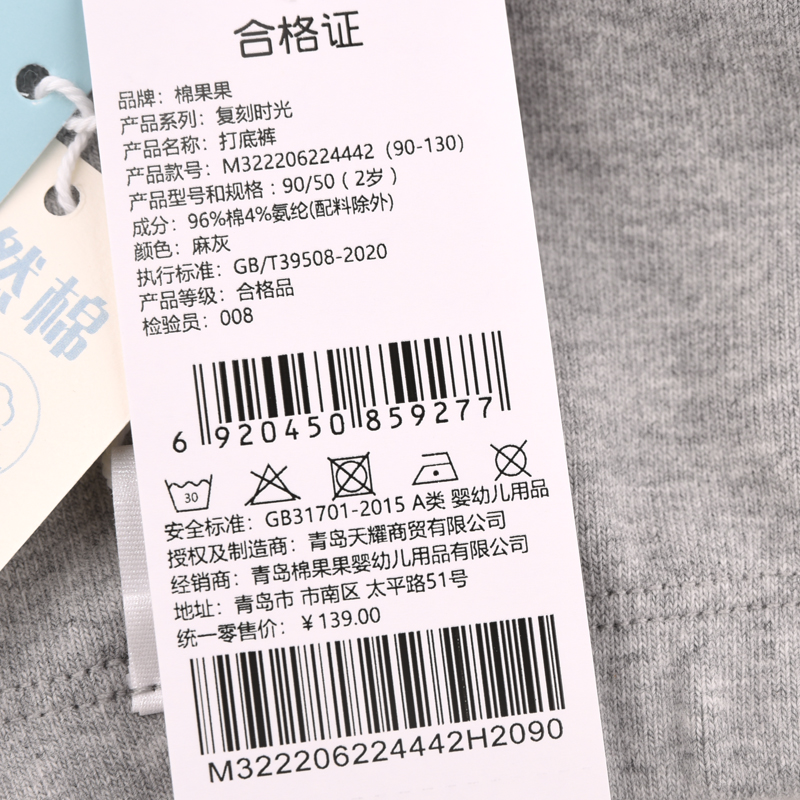 合格证
品牌：棉果果
产品系列：复刻时光
产品名称：打底裤
产品款号：M322206224442（90-130）
产品型号和规格：90/50（2岁）
成分：96%棉4%氨纶(配料除外)
颜色：麻灰
执行标准：GB/T39508-2020
产品等级：合格品
检验员：008
6 920450 859277
30
安全标准：GB31701-2015 A类 婴幼儿用品
授权及制造商：青岛天耀商贸有限公司
经销商：青岛棉果果婴幼儿用品有限公司
地址：青岛市 市南区 太平路51号
统一零售价：￥139.00
M322206224442H2090
然棉